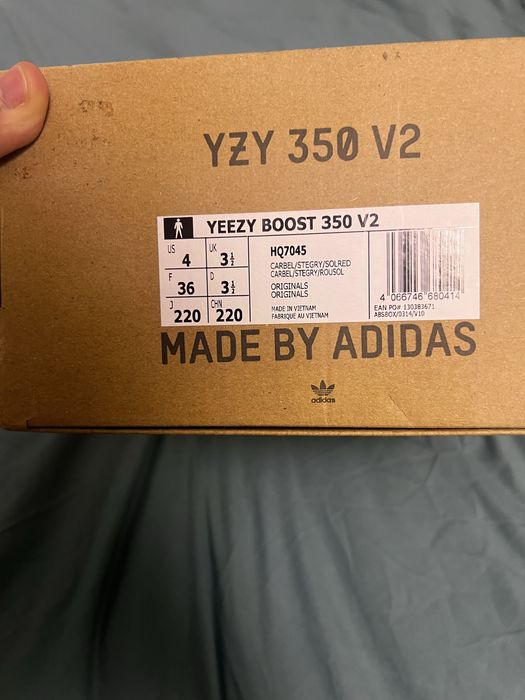 YZY 350 V2
YEEZY BOOST 350 V2
US 4 UK 3½
F 36 D 3½
J 220 CHN 220
HQ7045
CARBEL/STEGRY/SOLRED
CARBEL/STEGRY/ROUSOL
ORIGINALS
ORIGINALS
MADE IN VIETNAM
FABRIQUE AU VIETNAM
4 066746 680414
EAN PO# 130383671
ABSBOX/0314/V10
MADE BY ADIDAS
adidas